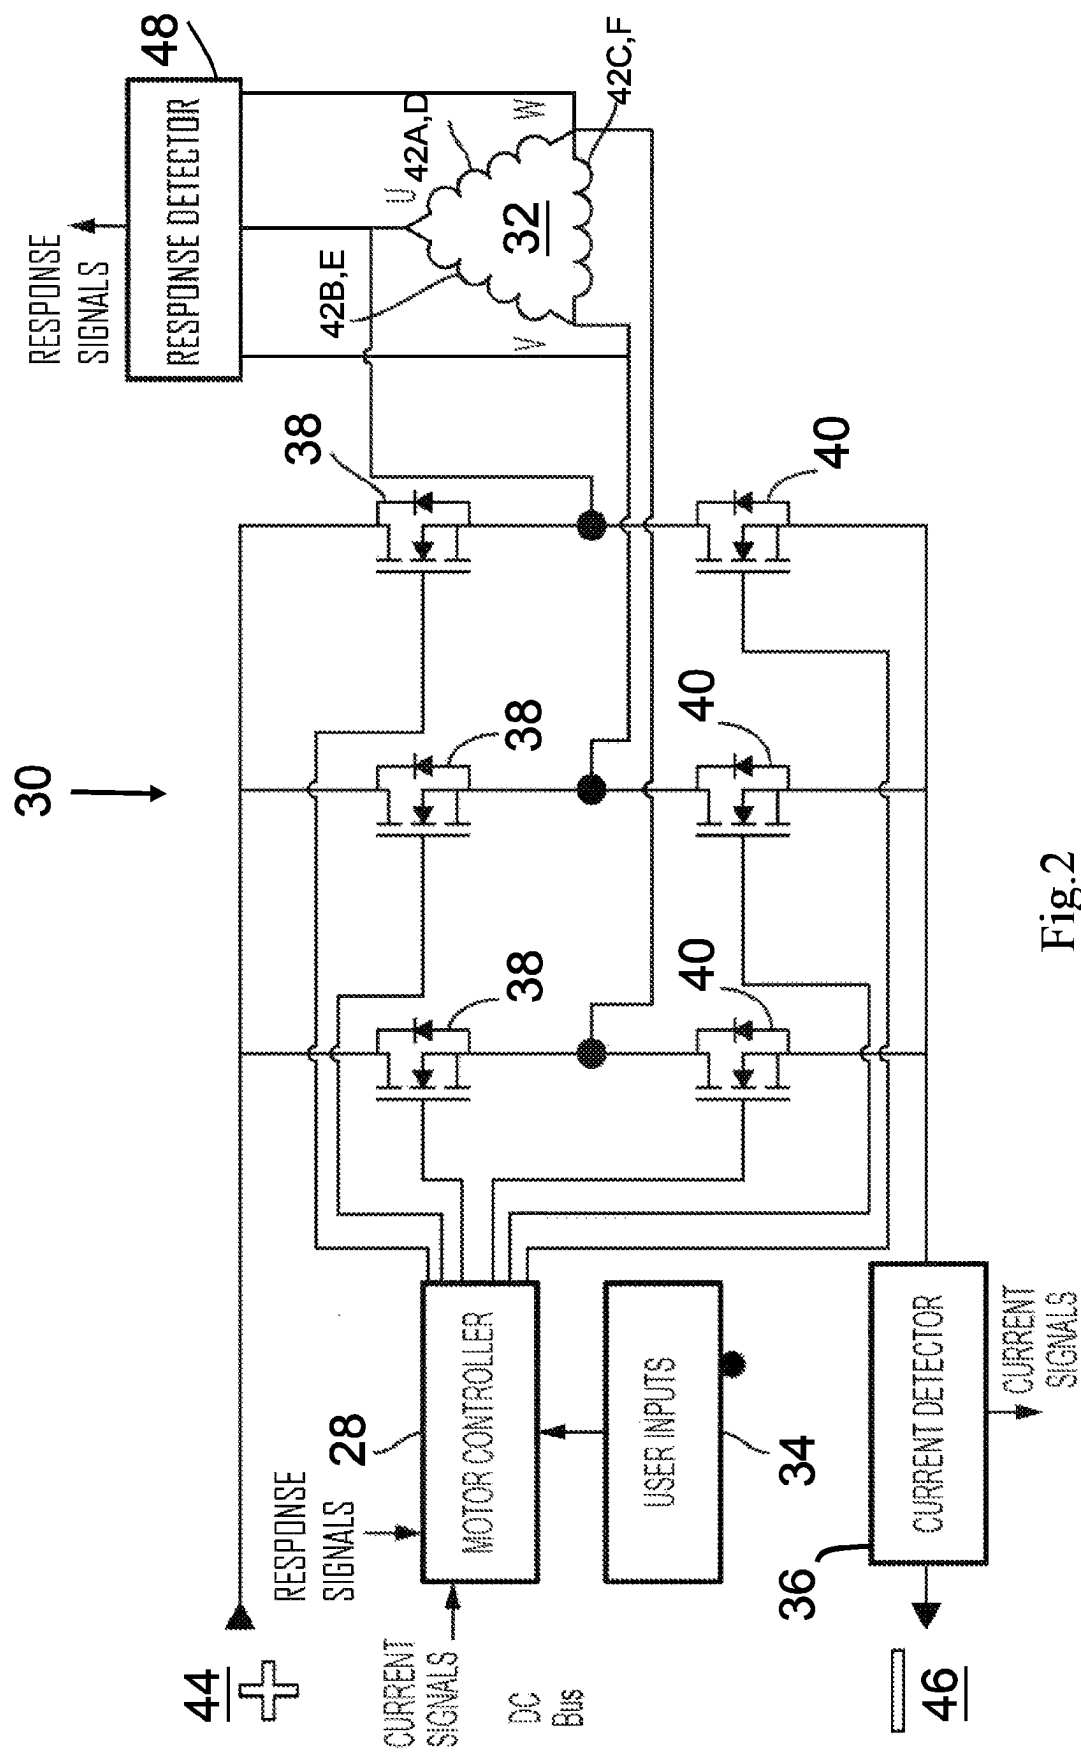 30
44
+
CURRENT
SIGNALS
DC
Bus
46
RESPONSE
SIGNALS
28
MOTOR CONTROLLER
USER INPUTS
34
36
CURRENT DETECTOR
CURRENT
SIGNALS
38
38
38
40
40
40
RESPONSE
SIGNALS
RESPONSE DETECTOR
48
42B,E
U
42A,D
V
32
W
42C,F
Fig.2